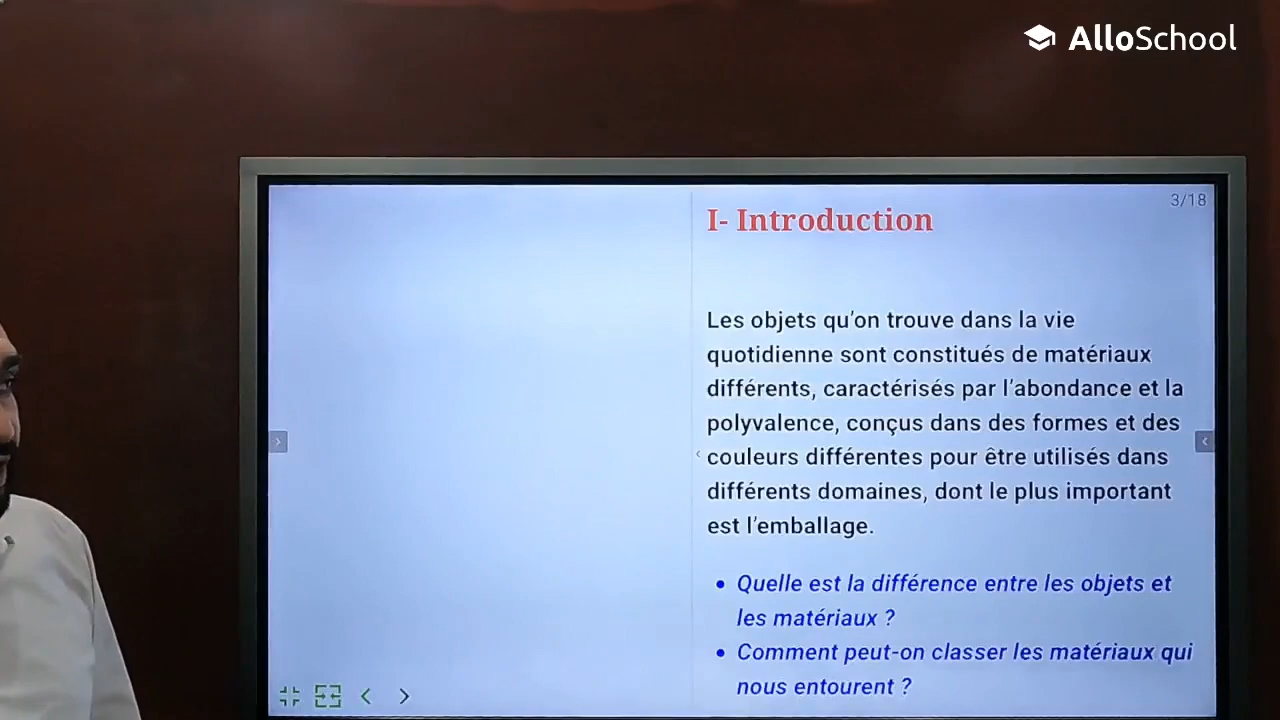 AlloSchool
3/18
I- Introduction
Les objets qu'on trouve dans la vie
quotidienne sont constitués de matériaux
différents, caractérisés par l'abondance et la
polyvalence, conçus dans des formes et des
couleurs différentes pour être utilisés dans
différents domaines, dont le plus important
est l'emballage.
• Quelle est la différence entre les objets et
les matériaux ?
• Comment peut-on classer les matériaux qui
nous entourent ?